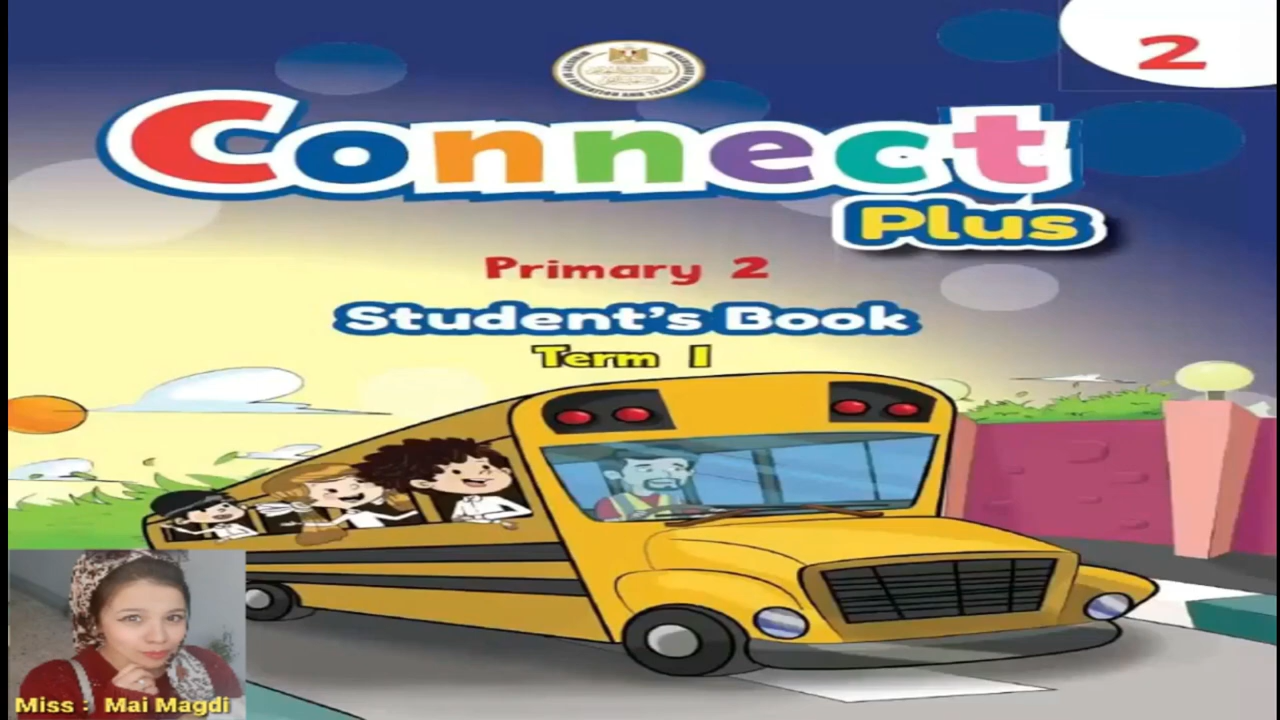 2
Connect
Plus
Primary 2
Student's Book
Term 1
Miss : Mai Magdi